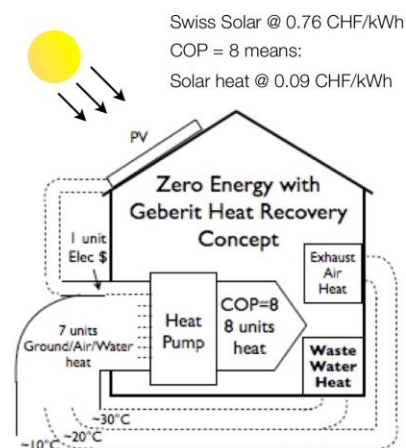 Swiss Solar @ 0.76 CHF/kWh
COP = 8 means:
Solar heat @ 0.09 CHF/kWh
PV
Zero Energy with
Geberit Heat Recovery
Concept
1 unit
Elec $
Exhaust
Air
Heat
7 units
Ground/Air/Water
heat
Heat
Pump
COP=8
8 units
heat
Waste
Water
Heat
~30°C
~20°C
~10°C